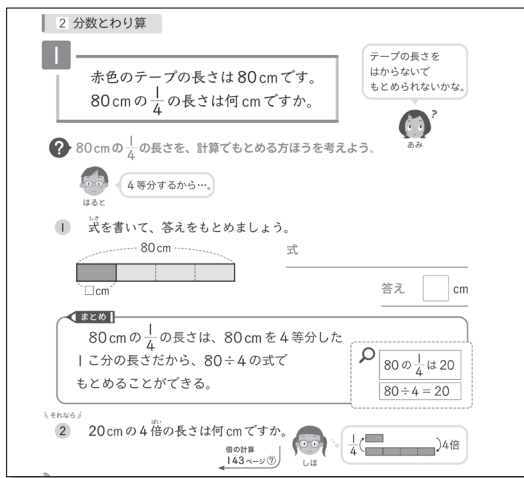 2 分数とわり算
1
赤色のテープの長さは80cmです。
80cmの1/4の長さは何cmですか。
テープの長さを
はからないで
もとめられないかな。
?
あみ
? 80cmの1/4の長さを、計算でもとめる方ほうを考えよう。
4等分するから…。
はると
① 式を書いて、答えをもとめましょう。
しき
80cm
□cm
式
答え □ cm
まとめ
80cmの1/4の長さは、80cmを4等分した
1こ分の長さだから、80÷4の式で
もとめることができる。
80の1/4は20
80÷4=20
それなら
② 20cmの4倍の長さは何cmですか。
ばい
倍の計算
143ページ⑦
しほ
1/4
4倍